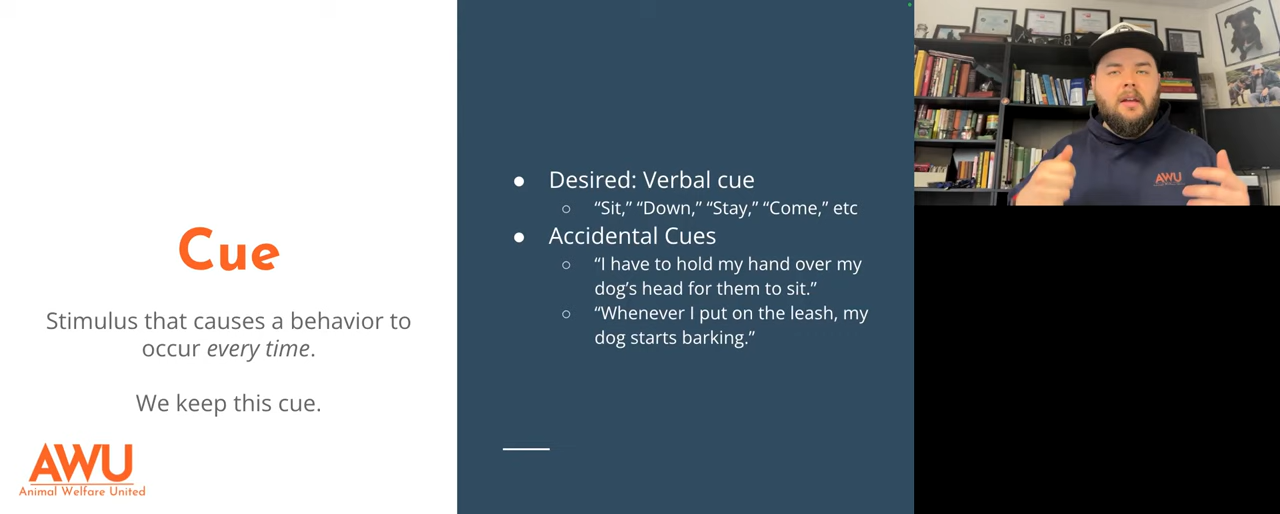 Cue
Stimulus that causes a behavior to
occur every time.
We keep this cue.
AWU
Animal Welfare United
● Desired: Verbal cue
○ “Sit,” “Down,” “Stay,” “Come,” etc
● Accidental Cues
○ “I have to hold my hand over my
dog’s head for them to sit.”
○ “Whenever I put on the leash, my
dog starts barking.”
AWU